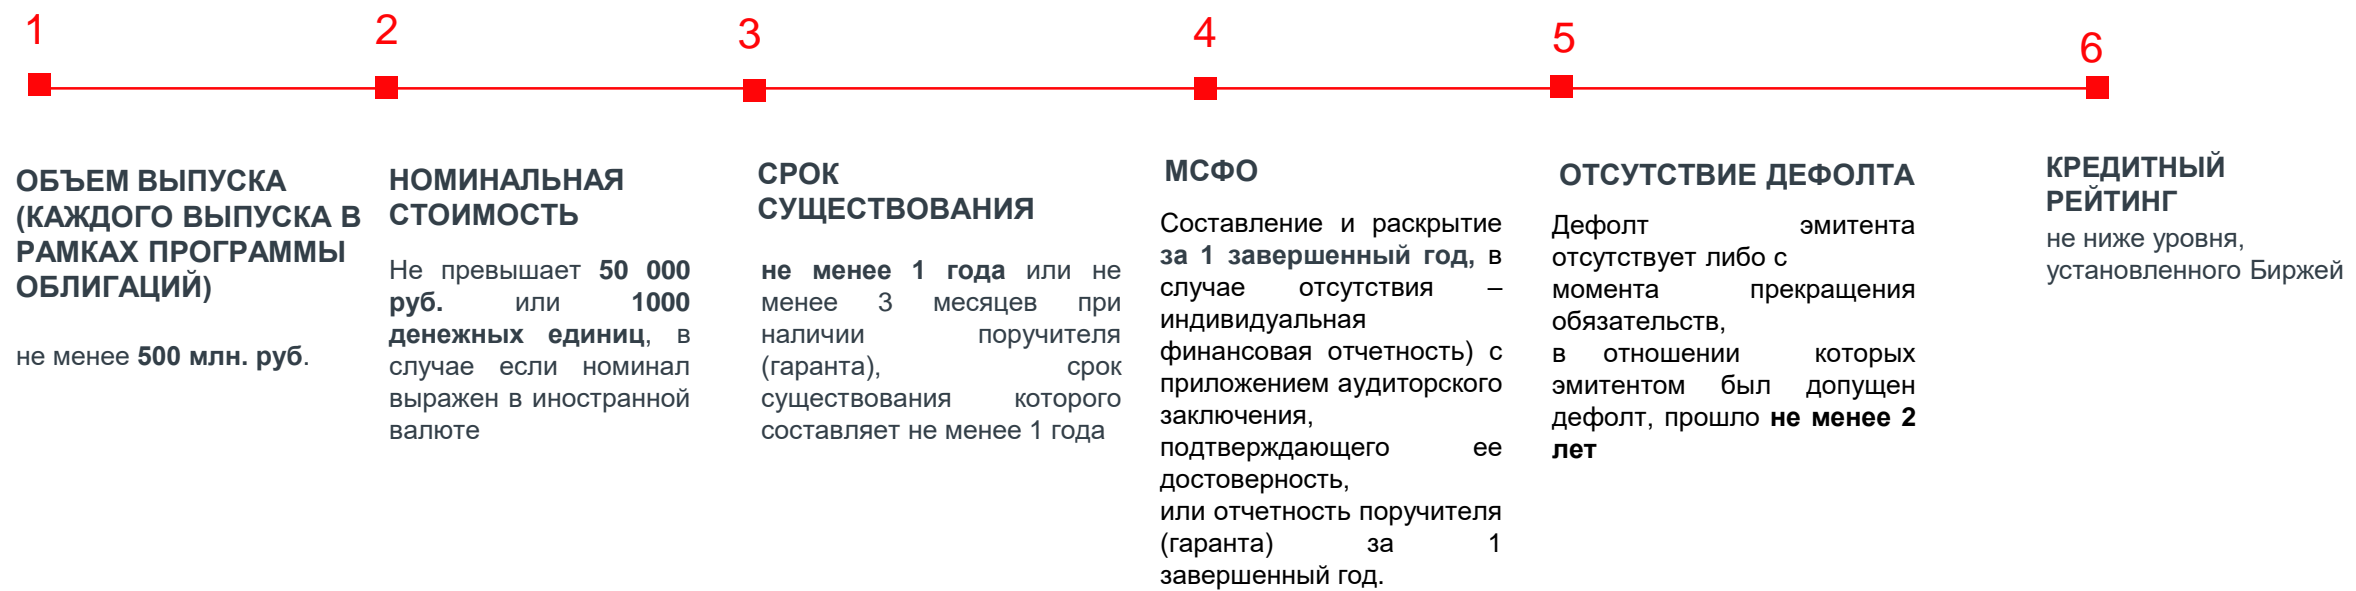 1
2
3
4
5
6
ОБЪЕМ ВЫПУСКА
(КАЖДОГО ВЫПУСКА В
РАМКАХ ПРОГРАММЫ
ОБЛИГАЦИЙ)
не менее 500 млн. руб.
НОМИНАЛЬНАЯ
СТОИМОСТЬ
Не превышает 50 000
руб. или 1000
денежных единиц, в
случае если номинал
выражен в иностранной
валюте
СРОК
СУЩЕСТВОВАНИЯ
не менее 1 года или не
менее 3 месяцев при
наличии поручителя
(гаранта), срок
существования которого
составляет не менее 1 года
МСФО
Составление и раскрытие
за 1 завершенный год, в
случае отсутствия –
индивидуальная
финансовая отчетность) с
приложением аудиторского
заключения,
подтверждающего ее
достоверность,
или отчетность поручителя
(гаранта) за 1
завершенный год.
ОТСУТСТВИЕ ДЕФОЛТА
Дефолт эмитента
отсутствует либо с
момента прекращения
обязательств,
в отношении которых
эмитентом был допущен
дефолт, прошло не менее 2
лет
КРЕДИТНЫЙ
РЕЙТИНГ
не ниже уровня,
установленного Биржей